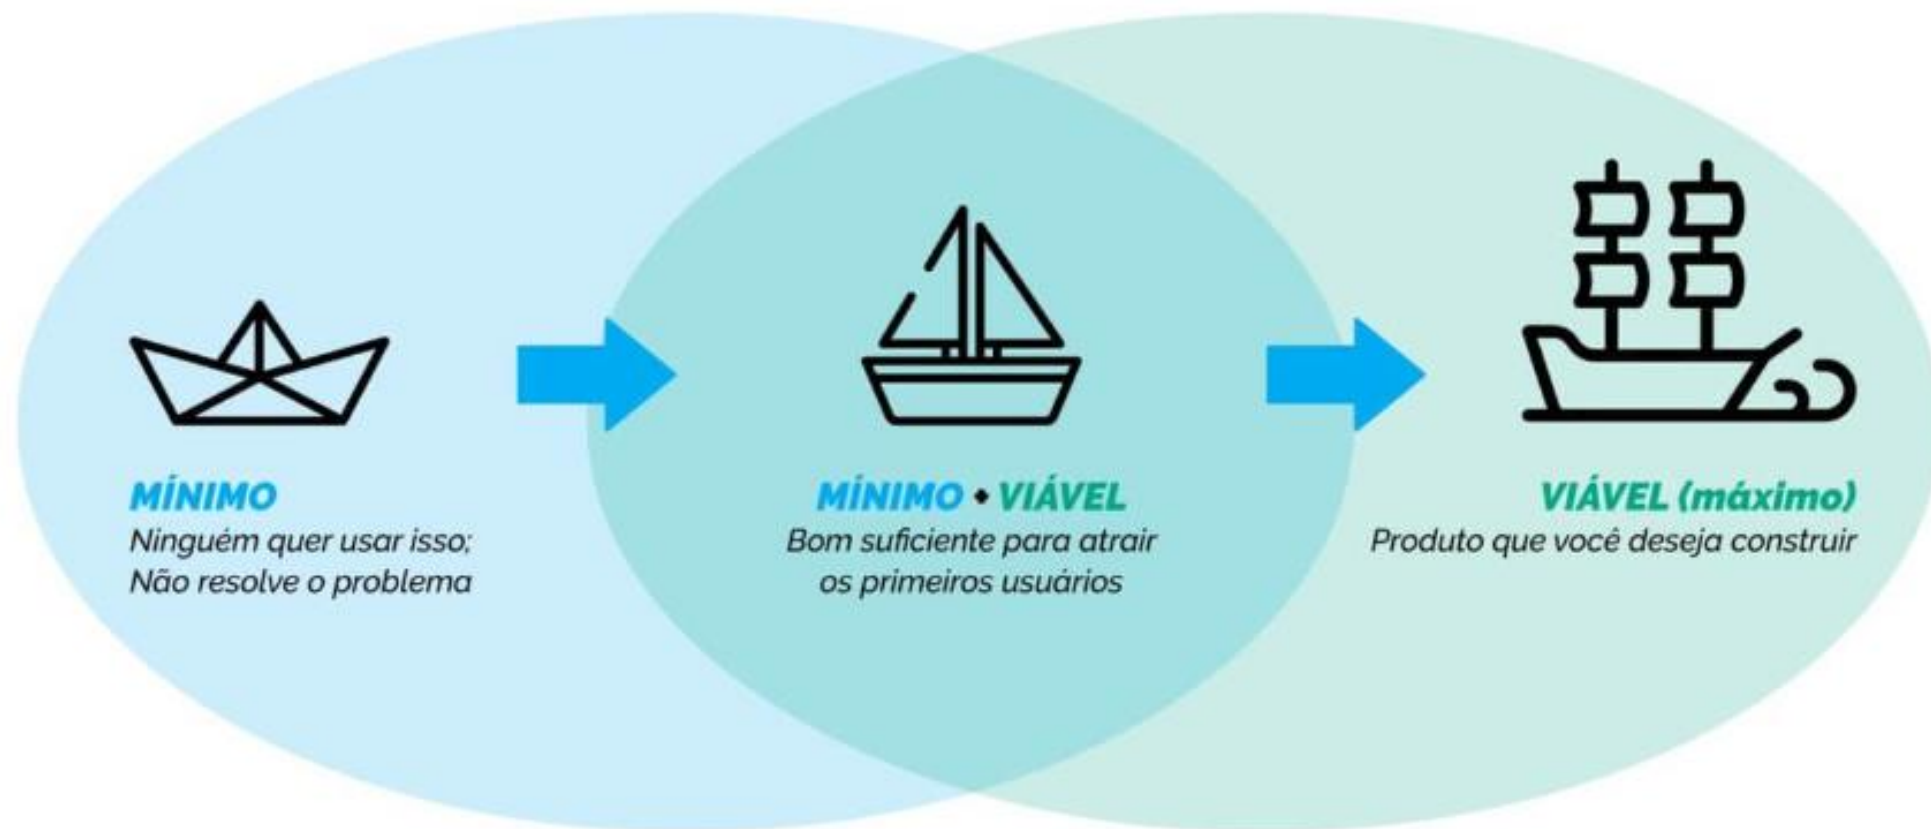 MÍNIMO
Ninguém quer usar isso;
Não resolve o problema
MÍNIMO • VIÁVEL
Bom suficiente para atrair
os primeiros usuários
VIÁVEL (máximo)
Produto que você deseja construir